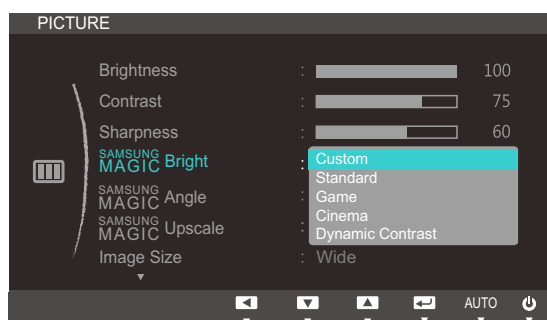 PICTURE
Brightness : 100
Contrast : 75
Sharpness : 60
SAMSUNG MAGIC Bright : Custom
Standard
SAMSUNG MAGIC Angle : Game
Cinema
SAMSUNG MAGIC Upscale : Dynamic Contrast
Image Size : Wide
AUTO